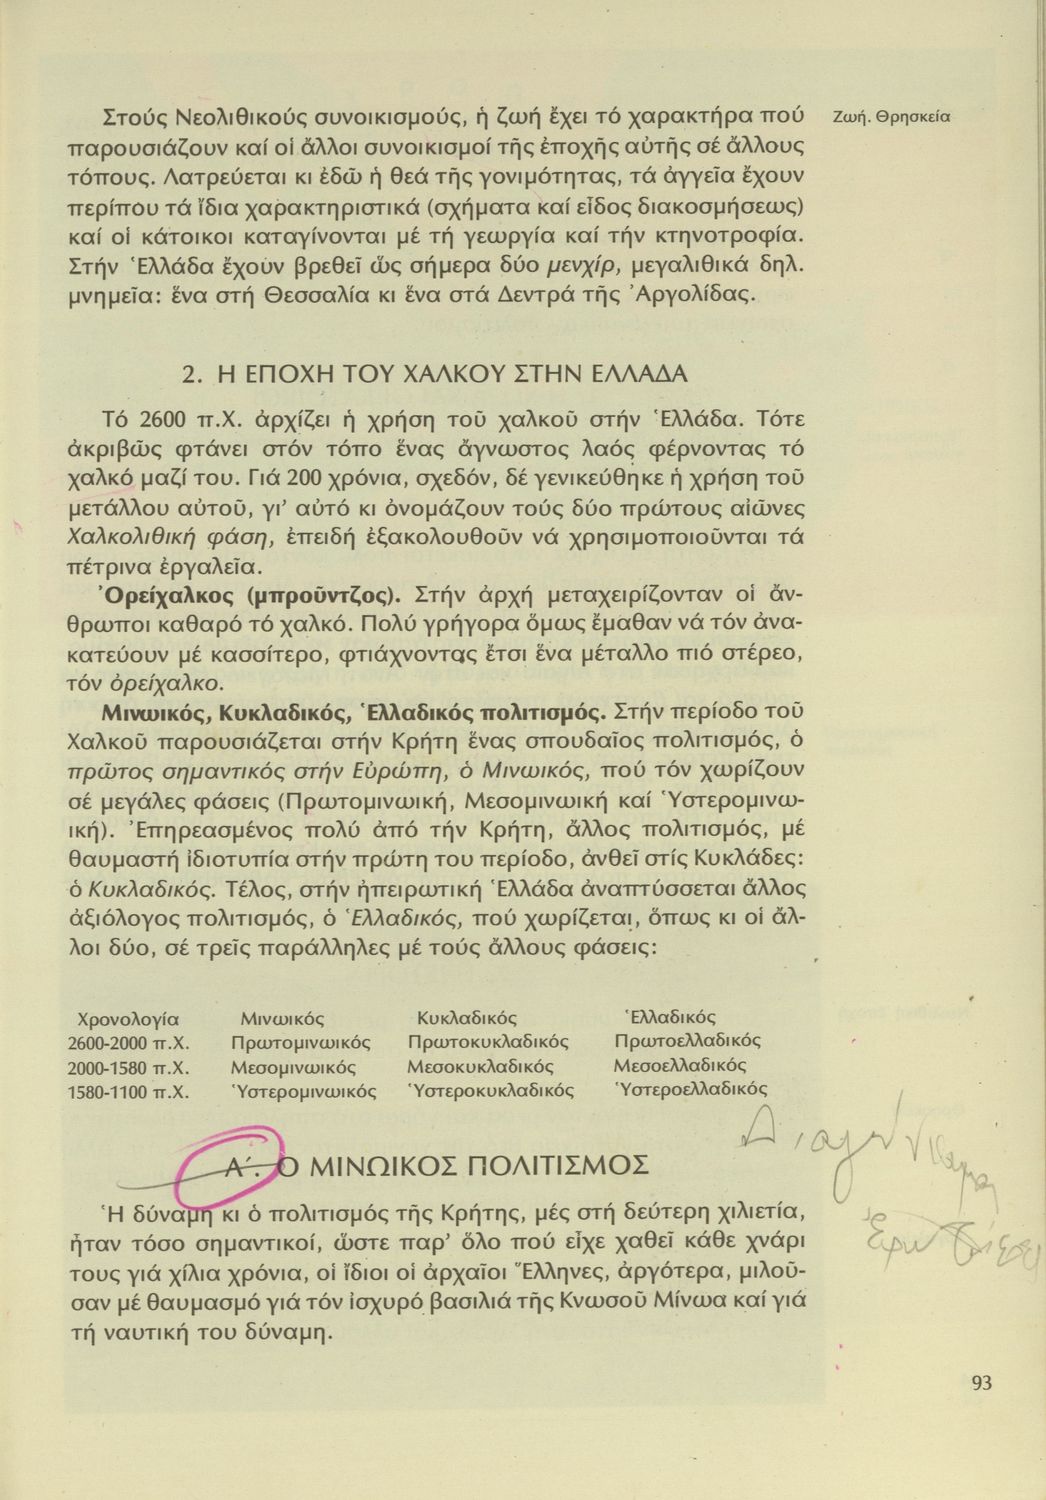 Στούς Νεολιθικούς συνοικισμούς, ἡ ζωή ἔχει τό χαρακτήρα πού
Ζωή. Θρησκεία
παρουσιάζουν καί οἱ ἄλλοι συνοικισμοί τῆς ἐποχῆς αὐτῆς σέ ἄλλους
τόπους. Λατρεύεται κι ἐδῶ ἡ θεά τῆς γονιμότητας, τά ἀγγεῖα ἔχουν
περίπου τά ἴδια χαρακτηριστικά (σχήματα καί εἶδος διακοσμήσεως)
καί οἱ κάτοικοι καταγίνονται μέ τή γεωργία καί τήν κτηνοτροφία.
Στήν Ἑλλάδα ἔχουν βρεθεῖ ὥς σήμερα δύο μενχίρ, μεγαλιθικά δηλ.
μνημεῖα: ἕνα στή Θεσσαλία κι ἕνα στά Δεντρά τῆς Ἀργολίδας.
2. Η ΕΠΟΧΗ ΤΟΥ ΧΑΛΚΟΥ ΣΤΗΝ ΕΛΛΑΔΑ
Τό 2600 π.Χ. ἀρχίζει ἡ χρήση τοῦ χαλκοῦ στήν Ἑλλάδα. Τότε
ἀκριβῶς φτάνει στόν τόπο ἕνας ἄγνωστος λαός φέρνοντας τό
χαλκό μαζί του. Γιά 200 χρόνια, σχεδόν, δέ γενικεύθηκε ἡ χρήση τοῦ
μετάλλου αὐτοῦ, γι' αὐτό κι ὀνομάζουν τούς δύο πρώτους αἰῶνες
Χαλκολιθική φάση, ἐπειδή ἐξακολουθοῦν νά χρησιμοποιοῦνται τά
πέτρινα ἐργαλεῖα.
Ὀρείχαλκος (μπροῦντζος). Στήν ἀρχή μεταχειρίζονταν οἱ ἄν-
θρωποι καθαρό τό χαλκό. Πολύ γρήγορα ὅμως ἔμαθαν νά τόν ἀνα-
κατεύουν μέ κασσίτερο, φτιάχνοντας ἔτσι ἕνα μέταλλο πιό στέρεο,
τόν ὀρείχαλκο.
Μινωικός, Κυκλαδικός, Ἑλλαδικός πολιτισμός. Στήν περίοδο τοῦ
Χαλκοῦ παρουσιάζεται στήν Κρήτη ἕνας σπουδαῖος πολιτισμός, ὁ
πρῶτος σημαντικός στήν Εὐρώπη, ὁ Μινωικός, πού τόν χωρίζουν
σέ μεγάλες φάσεις (Πρωτομινωική, Μεσομινωική καί Ὑστερομινω-
ική). Ἐπηρεασμένος πολύ ἀπό τήν Κρήτη, ἄλλος πολιτισμός, μέ
θαυμαστή ἰδιοτυπία στήν πρώτη του περίοδο, ἀνθεῖ στίς Κυκλάδες:
ὁ Κυκλαδικός. Τέλος, στήν ἠπειρωτική Ἑλλάδα ἀναπτύσσεται ἄλλος
ἀξιόλογος πολιτισμός, ὁ Ἑλλαδικός, πού χωρίζεται, ὅπως κι οἱ ἄλ-
λοι δύο, σέ τρεῖς παράλληλες μέ τούς ἄλλους φάσεις:
Χρονολογία Μινωικός Κυκλαδικός Ἑλλαδικός
2600-2000 π.Χ. Πρωτομινωικός Πρωτοκυκλαδικός Πρωτοελλαδικός
2000-1580 π.Χ. Μεσομινωικός Μεσοκυκλαδικός Μεσοελλαδικός
1580-1100 π.Χ. Ὑστερομινωικός Ὑστεροκυκλαδικός Ὑστεροελλαδικός
Α΄. Ο ΜΙΝΩΙΚΟΣ ΠΟΛΙΤΙΣΜΟΣ
Ἡ δύναμη κι ὁ πολιτισμός τῆς Κρήτης, μές στή δεύτερη χιλιετία,
ἦταν τόσο σημαντικοί, ὥστε παρ' ὅλο πού εἶχε χαθεῖ κάθε χνάρι
τους γιά χίλια χρόνια, οἱ ἴδιοι οἱ ἀρχαῖοι Ἕλληνες, ἀργότερα, μιλοῦ-
σαν μέ θαυμασμό γιά τόν ἰσχυρό βασιλιά τῆς Κνωσοῦ Μίνωα καί γιά
τή ναυτική του δύναμη.
93